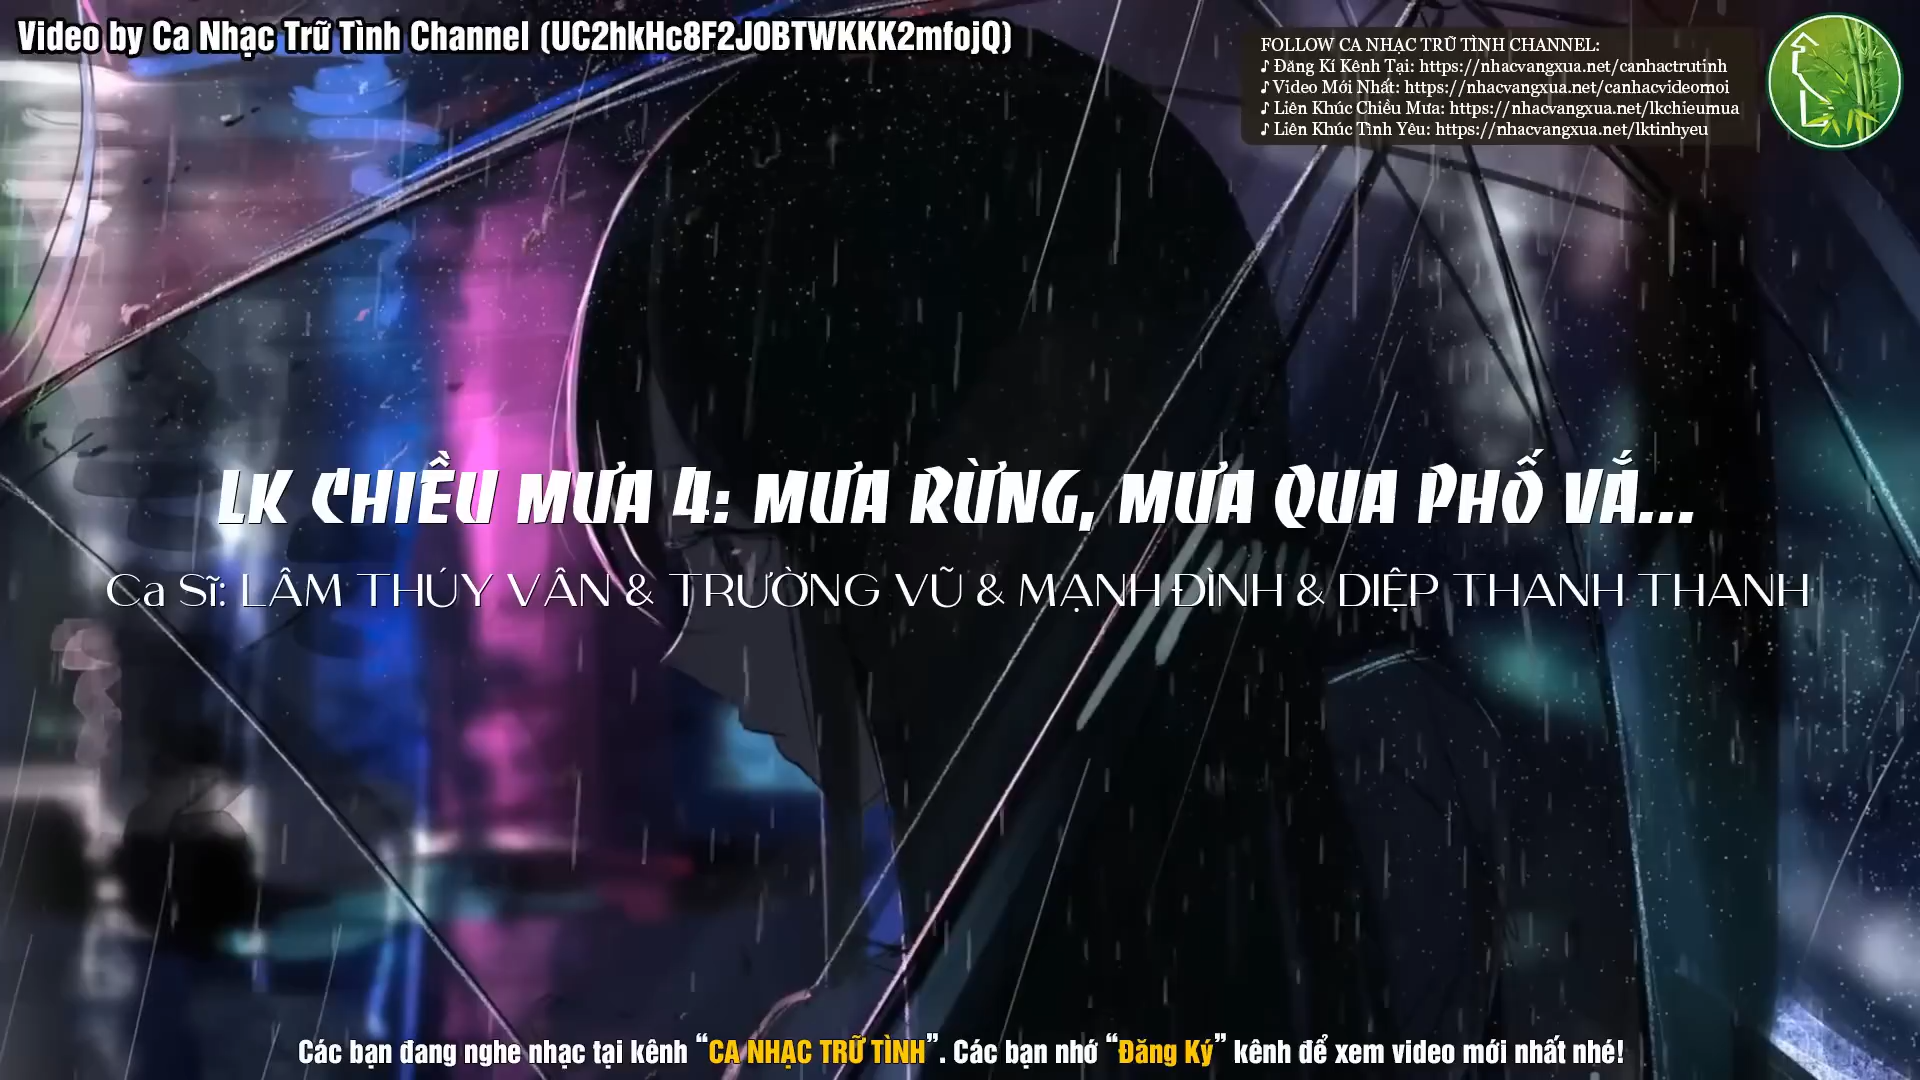 Video by Ca Nhạc Trữ Tình Channel (UC2hkHc8F2J0BTWKKK2mfojQ)
FOLLOW CA NHẠC TRỮ TÌNH CHANNEL:
♪ Đăng Kí Kênh Tại: https://nhacvangxua.net/canhactrutinh
♪ Video Mới Nhất: https://nhacvangxua.net/canhacvideomoi
♪ Liên Khúc Chiều Mưa: https://nhacvangxua.net/lkchieumua
♪ Liên Khúc Tình Yêu: https://nhacvangxua.net/lktinhyeu
LK CHIỀU MƯA 4: MƯA RỪNG, MƯA QUA PHỐ VẮ...
Ca Sĩ: LÂM THÚY VÂN & TRƯỜNG VŨ & MẠNH ĐÌNH & DIỆP THANH THANH
Các bạn đang nghe nhạc tại kênh “CA NHẠC TRỮ TÌNH”. Các bạn nhớ “Đăng Ký” kênh để xem video mới nhất nhé!